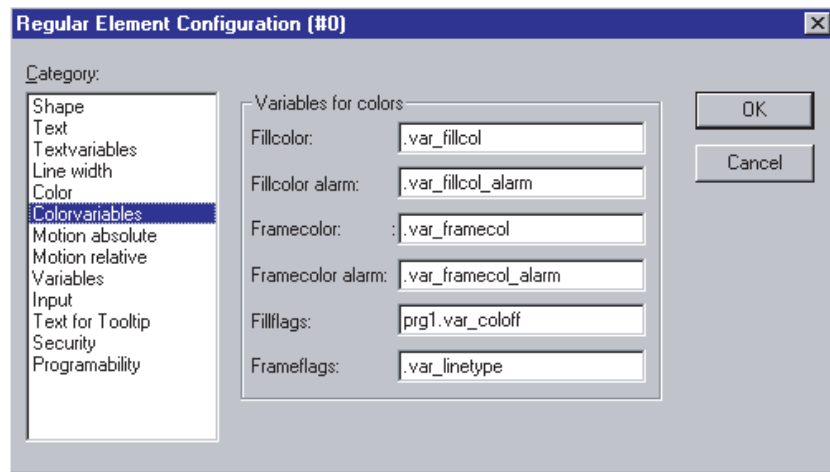 Regular Element Configuration (#0)
Category:
Shape
Text
Textvariables
Line width
Color
Colorvariables
Motion absolute
Motion relative
Variables
Input
Text for Tooltip
Security
Programability
Variables for colors
Fillcolor: .var_fillcol
Fillcolor alarm: .var_fillcol_alarm
Framecolor: : .var_framecol
Framecolor alarm: .var_framecol_alarm
Fillflags: prg1.var_coloff
Frameflags: .var_linetype
OK
Cancel